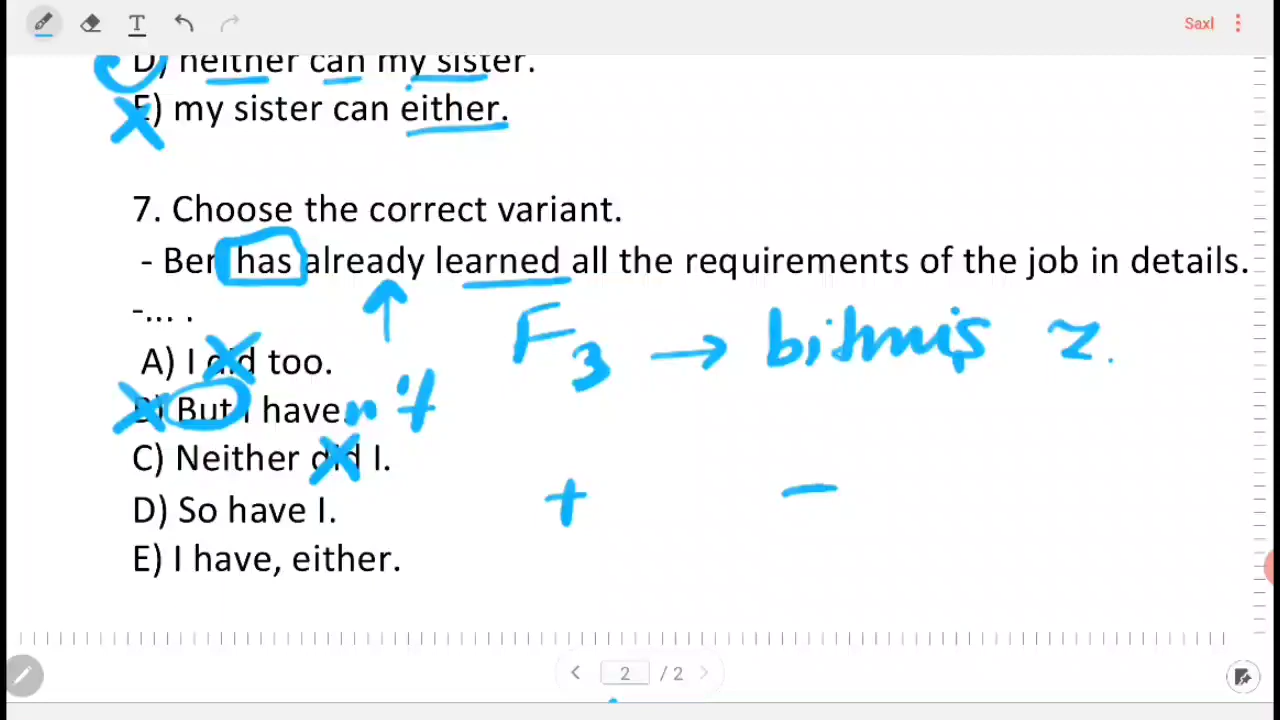 T Saxl
D) neither can my sister.
E) my sister can either.
7. Choose the correct variant.
- Ben has already learned all the requirements of the job in details.
-... .
F3 → bitmiş z.
A) I did too.
B) But I have n't
C) Neither did I.
+ –
D) So have I.
E) I have, either.
2 / 2